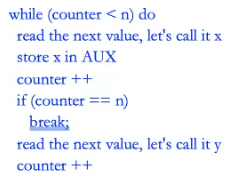 while (counter < n) do
read the next value, let's call it x
store x in AUX
counter ++
if (counter == n)
break;
read the next value, let's call it y
counter ++